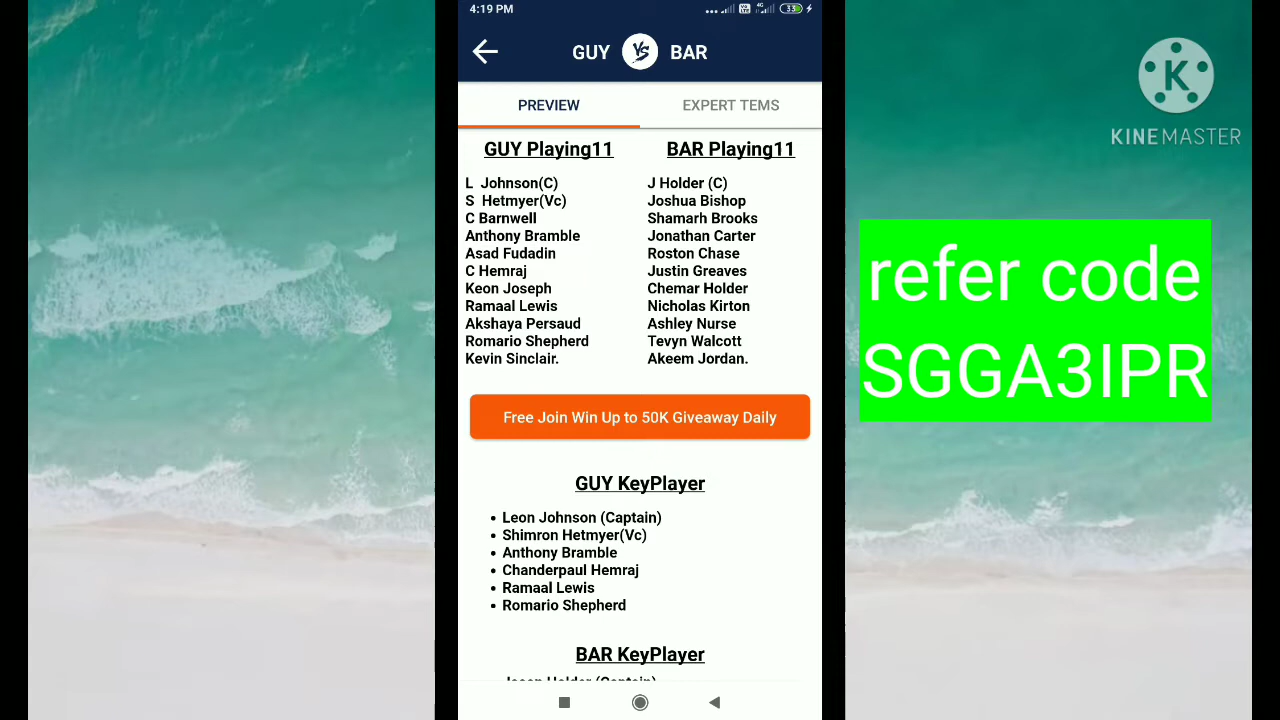 4:19 PM
33
GUY VS BAR
PREVIEW
EXPERT TEMS
GUY Playing11
L Johnson(C)
S Hetmyer(Vc)
C Barnwell
Anthony Bramble
Asad Fudadin
C Hemraj
Keon Joseph
Ramaal Lewis
Akshaya Persaud
Romario Shepherd
Kevin Sinclair.
BAR Playing11
J Holder (C)
Joshua Bishop
Shamarh Brooks
Jonathan Carter
Roston Chase
Justin Greaves
Chemar Holder
Nicholas Kirton
Ashley Nurse
Tevyn Walcott
Akeem Jordan.
Free Join Win Up to 50K Giveaway Daily
GUY KeyPlayer
• Leon Johnson (Captain)
• Shimron Hetmyer(Vc)
• Anthony Bramble
• Chanderpaul Hemraj
• Ramaal Lewis
• Romario Shepherd
BAR KeyPlayer
K
KINEMASTER
refer code
SGGA3IPR